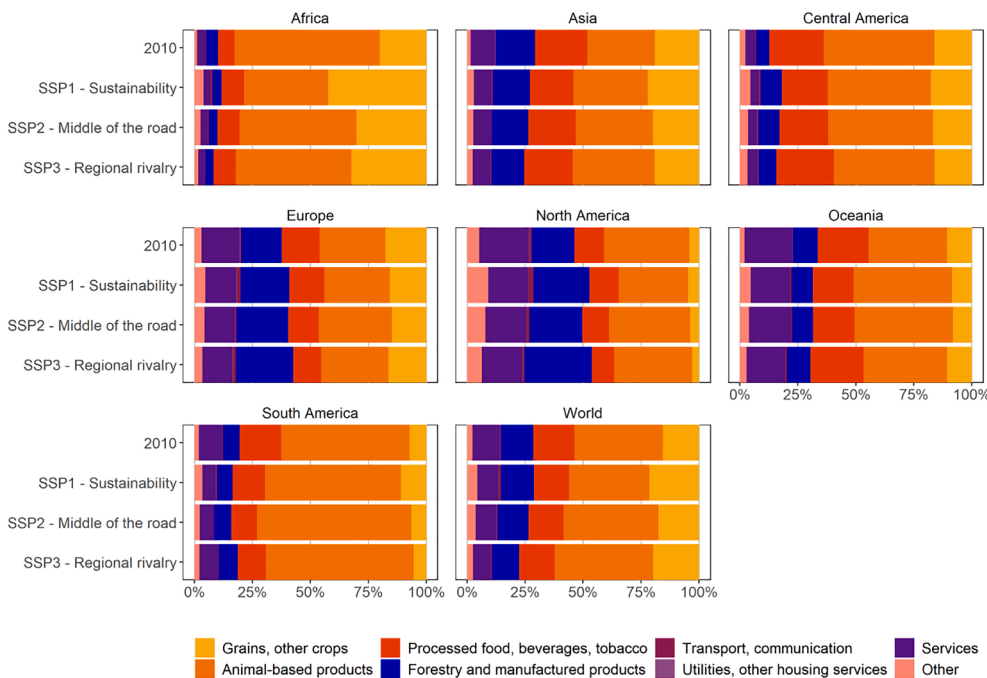 Africa
Asia
Central America
2010
SSP1 - Sustainability
SSP2 - Middle of the road
SSP3 - Regional rivalry
Europe
North America
Oceania
2010
SSP1 - Sustainability
SSP2 - Middle of the road
SSP3 - Regional rivalry
0% 25% 50% 75% 100%
South America
World
2010
SSP1 - Sustainability
SSP2 - Middle of the road
SSP3 - Regional rivalry
0% 25% 50% 75% 100%
0% 25% 50% 75% 100%
Grains, other crops
Processed food, beverages, tobacco
Transport, communication
Services
Animal-based products
Forestry and manufactured products
Utilities, other housing services
Other